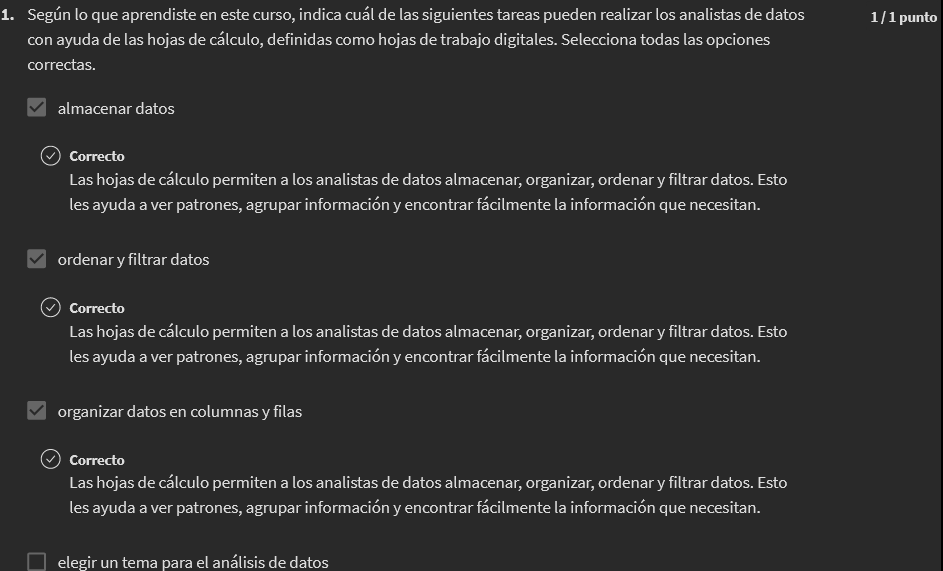 1. Según lo que aprendiste en este curso, indica cuál de las siguientes tareas pueden realizar los analistas de datos
1 / 1 punto
con ayuda de las hojas de cálculo, definidas como hojas de trabajo digitales. Selecciona todas las opciones
correctas.
almacenar datos
Correcto
Las hojas de cálculo permiten a los analistas de datos almacenar, organizar, ordenar y filtrar datos. Esto
les ayuda a ver patrones, agrupar información y encontrar fácilmente la información que necesitan.
ordenar y filtrar datos
Correcto
Las hojas de cálculo permiten a los analistas de datos almacenar, organizar, ordenar y filtrar datos. Esto
les ayuda a ver patrones, agrupar información y encontrar fácilmente la información que necesitan.
organizar datos en columnas y filas
Correcto
Las hojas de cálculo permiten a los analistas de datos almacenar, organizar, ordenar y filtrar datos. Esto
les ayuda a ver patrones, agrupar información y encontrar fácilmente la información que necesitan.
elegir un tema para el análisis de datos